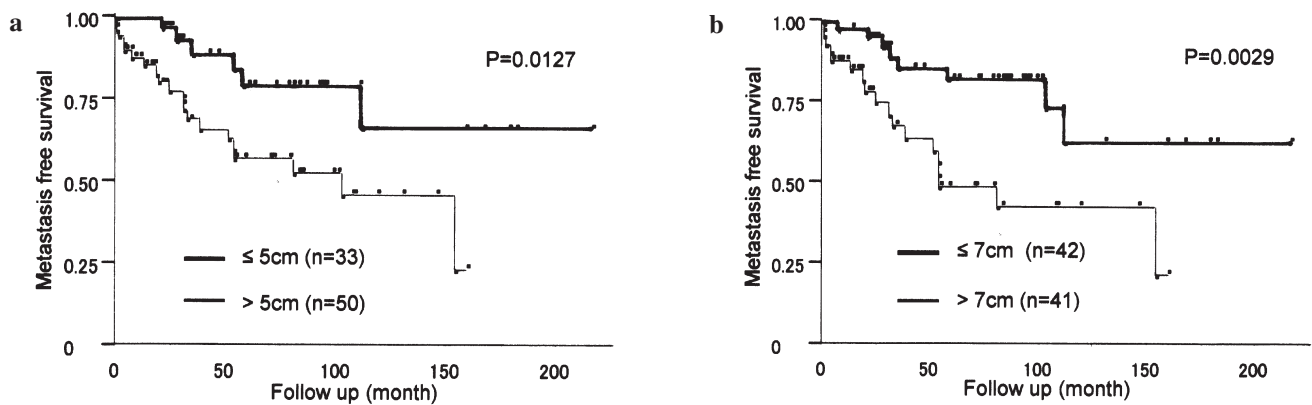 a
1.00
P=0.0127
0.75
Metastasis free survival
0.50
0.25
≤ 5cm (n=33)
> 5cm (n=50)
0
0 50 100 150 200
Follow up (month)
b
1.00
P=0.0029
0.75
Metastasis free survival
0.50
0.25
≤ 7cm (n=42)
> 7cm (n=41)
0
0 50 100 150 200
Follow up (month)